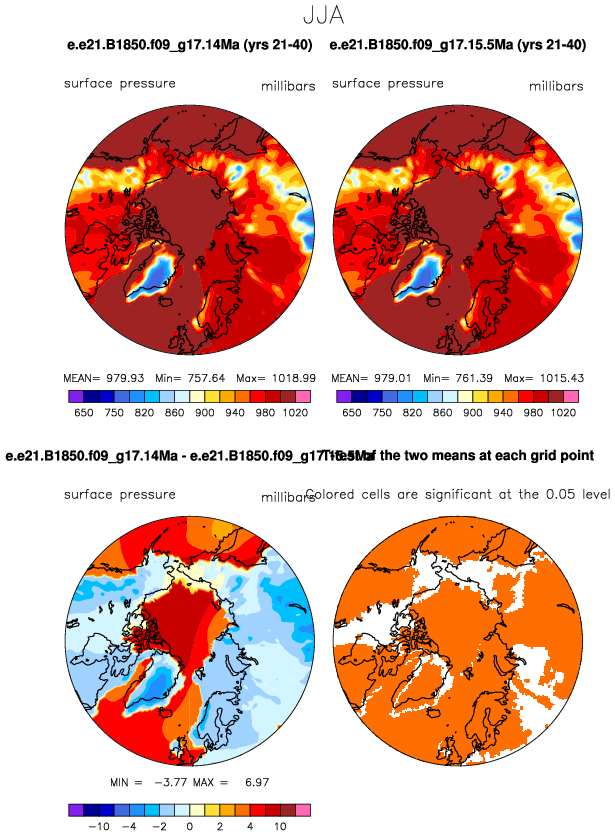 JJA
e.e21.B1850.f09_g17.14Ma (yrs 21-40)
e.e21.B1850.f09_g17.15.5Ma (yrs 21-40)
surface pressure
millibars
surface pressure
millibars
MEAN= 979.93 Min= 757.64 Max= 1018.99
MEAN= 979.01 Min= 761.39 Max= 1015.43
650 750 820 860 900 940 980 1020
650 750 820 860 900 940 980 1020
e.e21.B1850.f09_g17.14Ma - e.e21.B1850.f09_g17.15.5Ma
T-test of the two means at each grid point
surface pressure
millibars
Colored cells are significant at the 0.05 level
MIN = -3.77 MAX = 6.97
-10 -4 -2 0 2 4 10